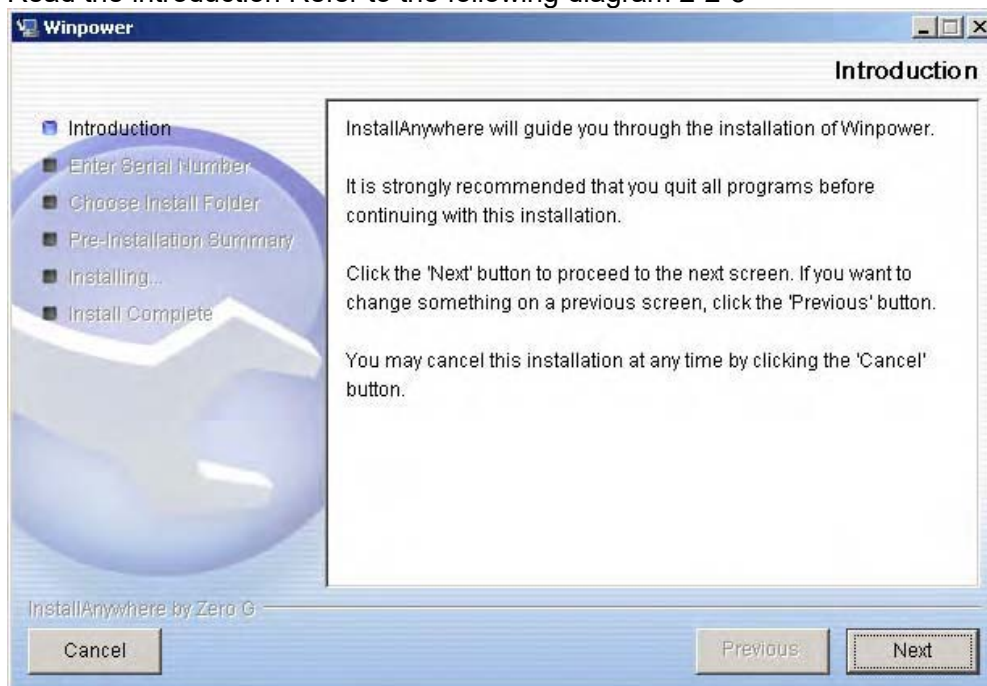 Read the introduction Refer to the following diagram 2-2-3
Winpower
Introduction
Introduction
Enter Serial Number
Choose Install Folder
Pre-Installation Summary
Installing...
Install Complete
InstallAnywhere will guide you through the installation of Winpower.
It is strongly recommended that you quit all programs before
continuing with this installation.
Click the 'Next' button to proceed to the next screen. If you want to
change something on a previous screen, click the 'Previous' button.
You may cancel this installation at any time by clicking the 'Cancel'
button.
InstallAnywhere by Zero G
Cancel
Previous
Next